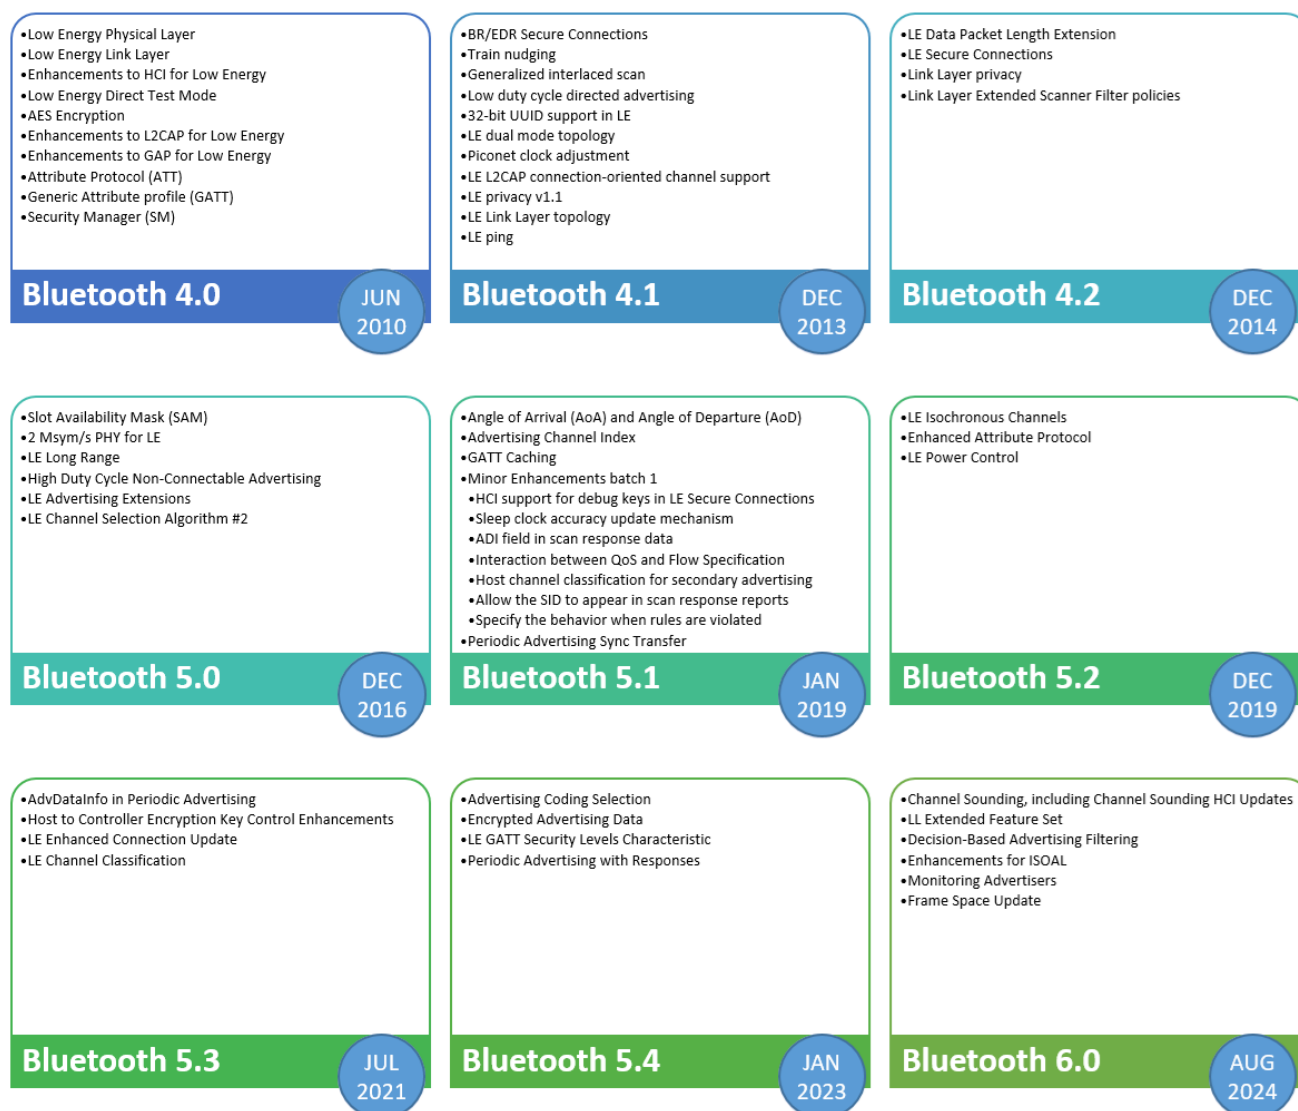 •Low Energy Physical Layer
•Low Energy Link Layer
•Enhancements to HCI for Low Energy
•Low Energy Direct Test Mode
•AES Encryption
•Enhancements to L2CAP for Low Energy
•Enhancements to GAP for Low Energy
•Attribute Protocol (ATT)
•Generic Attribute profile (GATT)
•Security Manager (SM)
Bluetooth 4.0
JUN
2010
•BR/EDR Secure Connections
•Train nudging
•Generalized interlaced scan
•Low duty cycle directed advertising
•32-bit UUID support in LE
•LE dual mode topology
•Piconet clock adjustment
•LE L2CAP connection-oriented channel support
•LE privacy v1.1
•LE Link Layer topology
•LE ping
Bluetooth 4.1
DEC
2013
•LE Data Packet Length Extension
•LE Secure Connections
•Link Layer privacy
•Link Layer Extended Scanner Filter policies
Bluetooth 4.2
DEC
2014
•Slot Availability Mask (SAM)
•2 Msym/s PHY for LE
•LE Long Range
•High Duty Cycle Non-Connectable Advertising
•LE Advertising Extensions
•LE Channel Selection Algorithm #2
Bluetooth 5.0
DEC
2016
•Angle of Arrival (AoA) and Angle of Departure (AoD)
•Advertising Channel Index
•GATT Caching
•Minor Enhancements batch 1
•HCI support for debug keys in LE Secure Connections
•Sleep clock accuracy update mechanism
•ADI field in scan response data
•Interaction between QoS and Flow Specification
•Host channel classification for secondary advertising
•Allow the SID to appear in scan response reports
•Specify the behavior when rules are violated
•Periodic Advertising Sync Transfer
Bluetooth 5.1
JAN
2019
•LE Isochronous Channels
•Enhanced Attribute Protocol
•LE Power Control
Bluetooth 5.2
DEC
2019
•AdvDataInfo in Periodic Advertising
•Host to Controller Encryption Key Control Enhancements
•LE Enhanced Connection Update
•LE Channel Classification
Bluetooth 5.3
JUL
2021
•Advertising Coding Selection
•Encrypted Advertising Data
•LE GATT Security Levels Characteristic
•Periodic Advertising with Responses
Bluetooth 5.4
JAN
2023
•Channel Sounding, including Channel Sounding HCI Updates
•LL Extended Feature Set
•Decision-Based Advertising Filtering
•Enhancements for ISOAL
•Monitoring Advertisers
•Frame Space Update
Bluetooth 6.0
AUG
2024